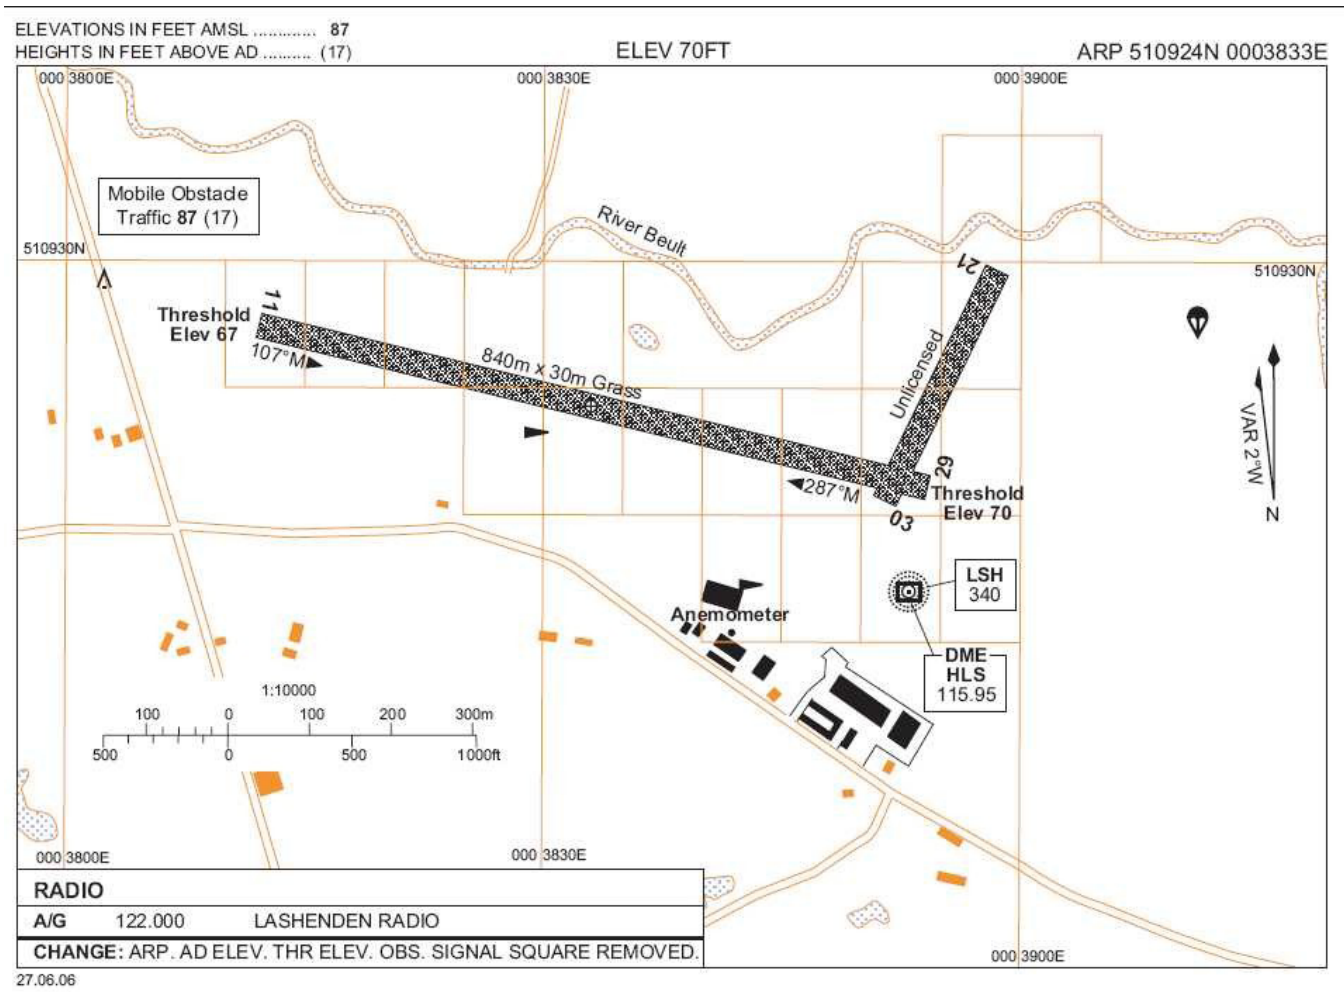 ELEVATIONS IN FEET AMSL ............. 87
HEIGHTS IN FEET ABOVE AD .......... (17)
ELEV 70FT
ARP 510924N 0003833E
000 3800E
000 3830E
000 3900E
Mobile Obstacle
Traffic 87 (17)
River Beult
510930N
510930N
21
11
Threshold
Elev 67
107°M
840m x 30m Grass
Unlicensed
VAR 2°W
N
29
287°M
Threshold
Elev 70
03
LSH
340
Anemometer
DME
HLS
115.95
1:10000
100 0 100 200 300m
500 0 500 1000ft
000 3800E
000 3830E
000 3900E
RADIO
A/G 122.000 LASHENDEN RADIO
CHANGE: ARP. AD ELEV. THR ELEV. OBS. SIGNAL SQUARE REMOVED.
27.06.06